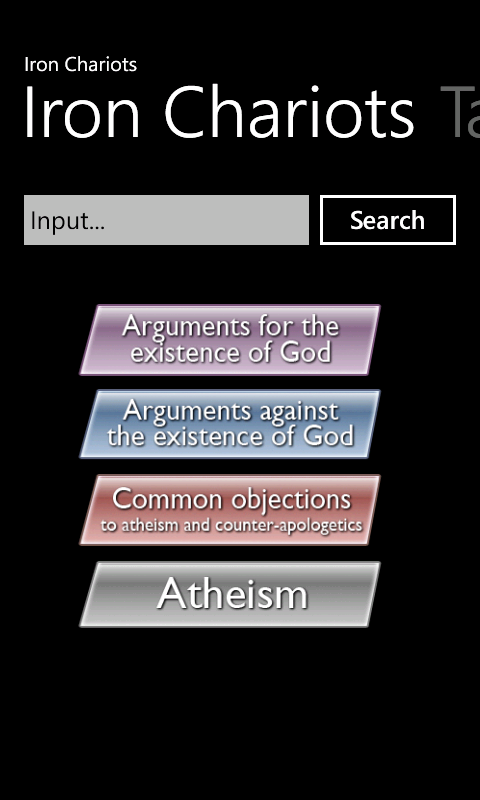 Iron Chariots
Iron Chariots
Input...
Search
Arguments for the
existence of God
Arguments against
the existence of God
Common objections
to atheism and counter-apologetics
Atheism